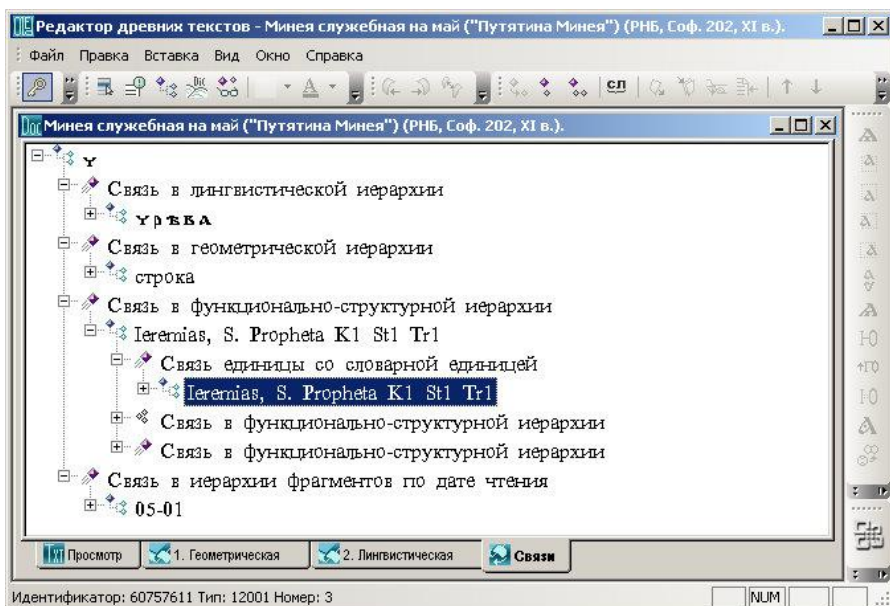 Редактор древних текстов - Минея служебная на май ("Путятина Минея") (РНБ, Соф. 202, XI в.).
Файл Правка Вставка Вид Окно Справка
Минея служебная на май ("Путятина Минея") (РНБ, Соф. 202, XI в.).
Связь в лингвистической иерархии
Связь в геометрической иерархии
строка
Связь в функционально-структурной иерархии
Ieremias, S. Propheta K1 St1 Tr1
Связь единицы со словарной единицей
Ieremias, S. Propheta K1 St1 Tr1
Связь в функционально-структурной иерархии
Связь в функционально-структурной иерархии
Связь в иерархии фрагментов по дате чтения
05-01
Просмотр 1. Геометрическая 2. Лингвистическая Связи
Идентификатор: 60757611 Тип: 12001 Номер: 3 NUM